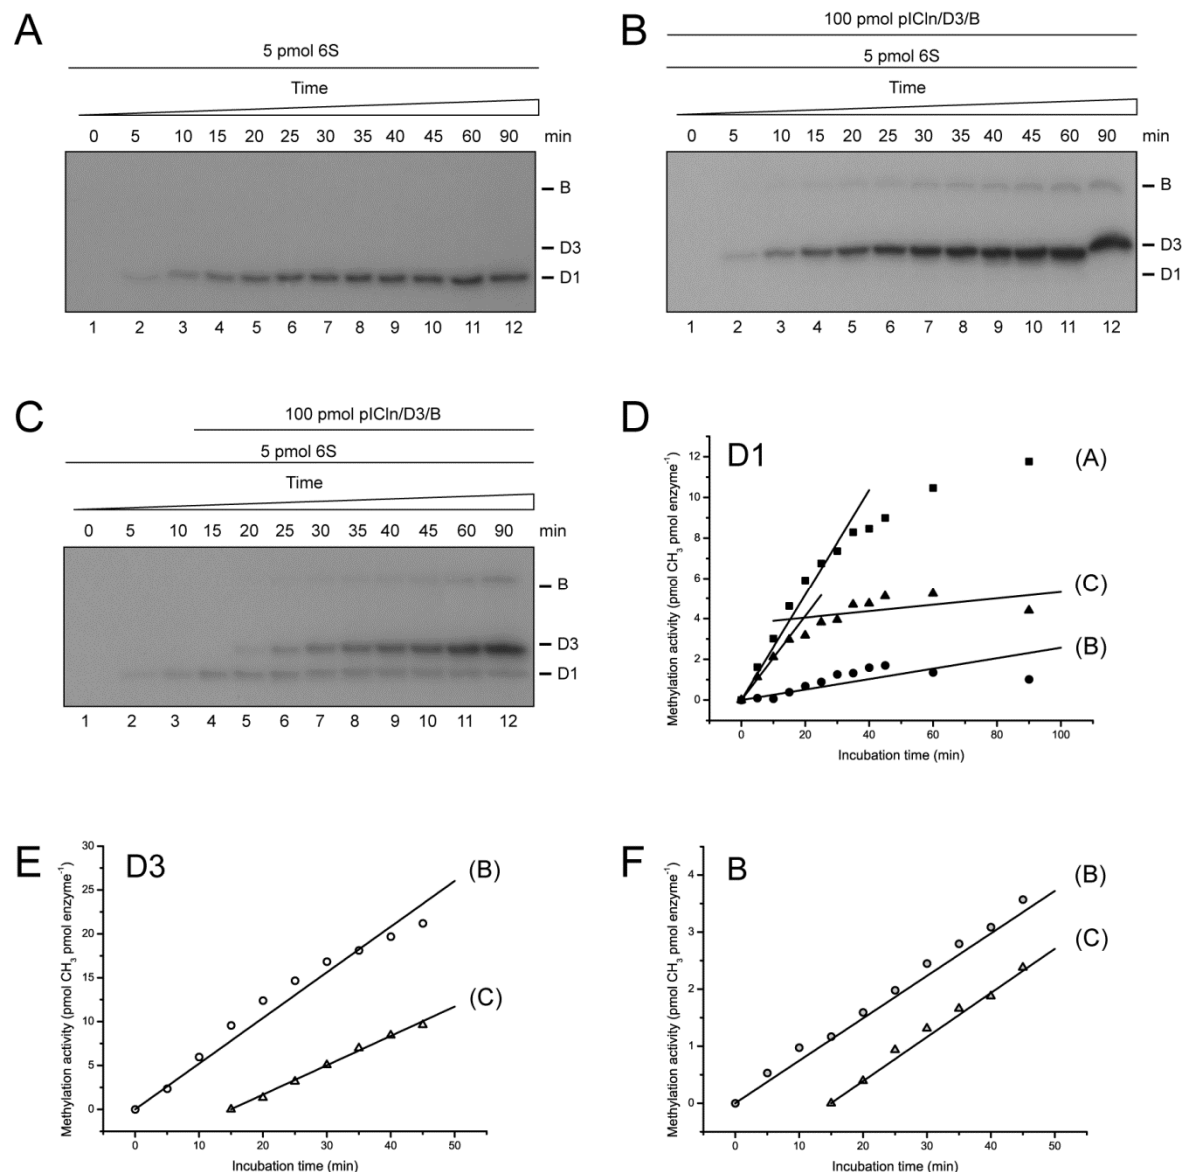 A
5 pmol 6S
Time
0 5 10 15 20 25 30 35 40 45 60 90 min
B
D3
D1
1 2 3 4 5 6 7 8 9 10 11 12
B
100 pmol pICln/D3/B
5 pmol 6S
Time
0 5 10 15 20 25 30 35 40 45 60 90 min
B
D3
D1
1 2 3 4 5 6 7 8 9 10 11 12
C
100 pmol pICln/D3/B
5 pmol 6S
Time
0 5 10 15 20 25 30 35 40 45 60 90 min
B
D3
D1
1 2 3 4 5 6 7 8 9 10 11 12
D
D1
Methylation activity (pmol CH₃ pmol enzyme⁻¹)
12
10
8
6
4
2
0
(A)
(C)
(B)
0 20 40 60 80 100
Incubation time (min)
E
D3
Methylation activity (pmol CH₃ pmol enzyme⁻¹)
30
25
20
15
10
5
0
(B)
(C)
0 10 20 30 40 50
Incubation time (min)
F
B
Methylation activity (pmol CH₃ pmol enzyme⁻¹)
4
3
2
1
0
(B)
(C)
0 10 20 30 40 50
Incubation time (min)